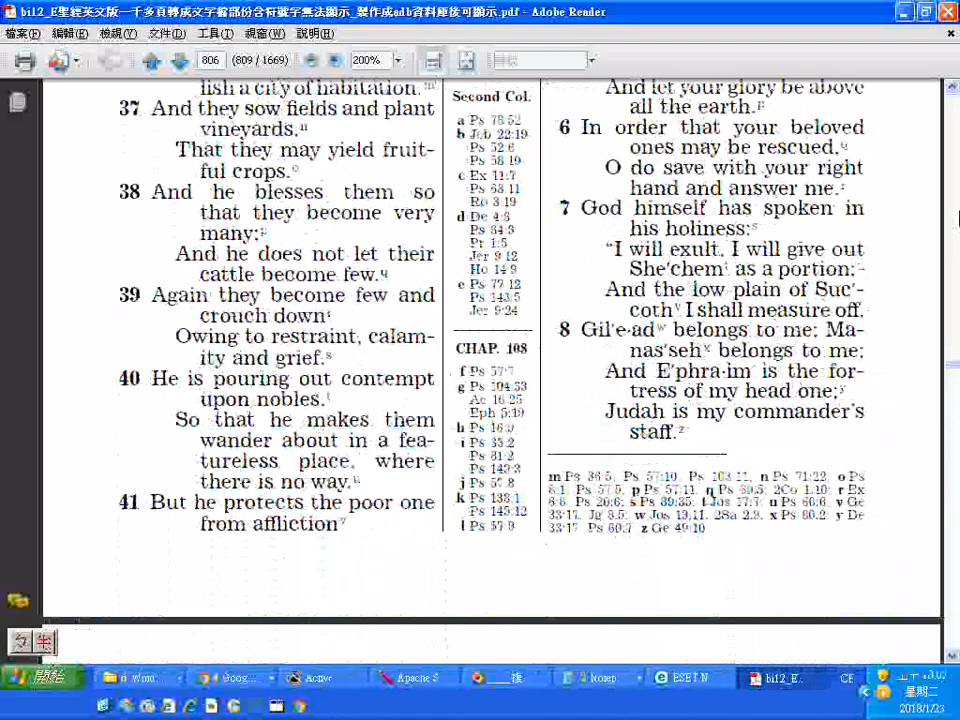 bi12_E聖經英文版一千多頁轉成文字檔部份含符號字無法顯示_製作成adb資料庫後可顯示.pdf - Adobe Reader
檔案(F) 編輯(E) 檢視(V) 文件(D) 工具(T) 視窗(W) 說明(H)
806 (809 / 1669) 200%
lish a city of habitation.
37 And they sow fields and plant
vineyards,
That they may yield fruit-
ful crops.
38 And he blesses them so
that they become very
many;
And he does not let their
cattle become few.
39 Again they become few and
crouch down
Owing to restraint, calam-
ity and grief.
40 He is pouring out contempt
upon nobles,
So that he makes them
wander about in a fea-
tureless place, where
there is no way.
41 But he protects the poor one
from affliction
Second Col.
a Ps 78:52
b Job 22:19
Ps 52:6
Ps 58:10
c Ex 11:7
Ps 63:11
Ro 3:19
d De 4:6
Ps 64:9
Pr 1:5
Jer 9:12
Ho 14:9
e Ps 77:12
Ps 143:5
Jer 9:24
CHAP. 108
f Ps 57:7
g Ps 104:33
Ac 16:25
Eph 5:19
h Ps 16:9
i Ps 33:2
Ps 81:2
j Ps 57:8
k Ps 138:1
Ps 145:12
l Ps 57:9
And let your glory be above
all the earth.
6 In order that your beloved
ones may be rescued,
O do save with your right
hand and answer me.
7 God himself has spoken in
his holiness:
"I will exult, I will give out
She'chem as a portion;
And the low plain of Suc'-
coth I shall measure off.
8 Gil'e·ad belongs to me; Ma-
nas'seh belongs to me;
And E'phra·im is the for-
tress of my head one;
Judah is my commander's
staff.
m Ps 36:5; Ps 57:10; Ps 103:11, n Ps 71:22, o Ps
8:1; Ps 57:5, p Ps 57:11, q Ps 60:5; 2Co 1:10; r Ex
6:6; Ps 20:6; s Ps 89:35, t Jos 17:7; u Ps 60:6, v Ge
33:17; Jg 8:5; w Jos 13:11; 2Sa 2:9, x Ps 60:2; y De
33:17; Ps 60:7, z Ge 49:10
開始 Goog... Active Apache S ESET N bi12_E... CE
星期二
2018/1/23